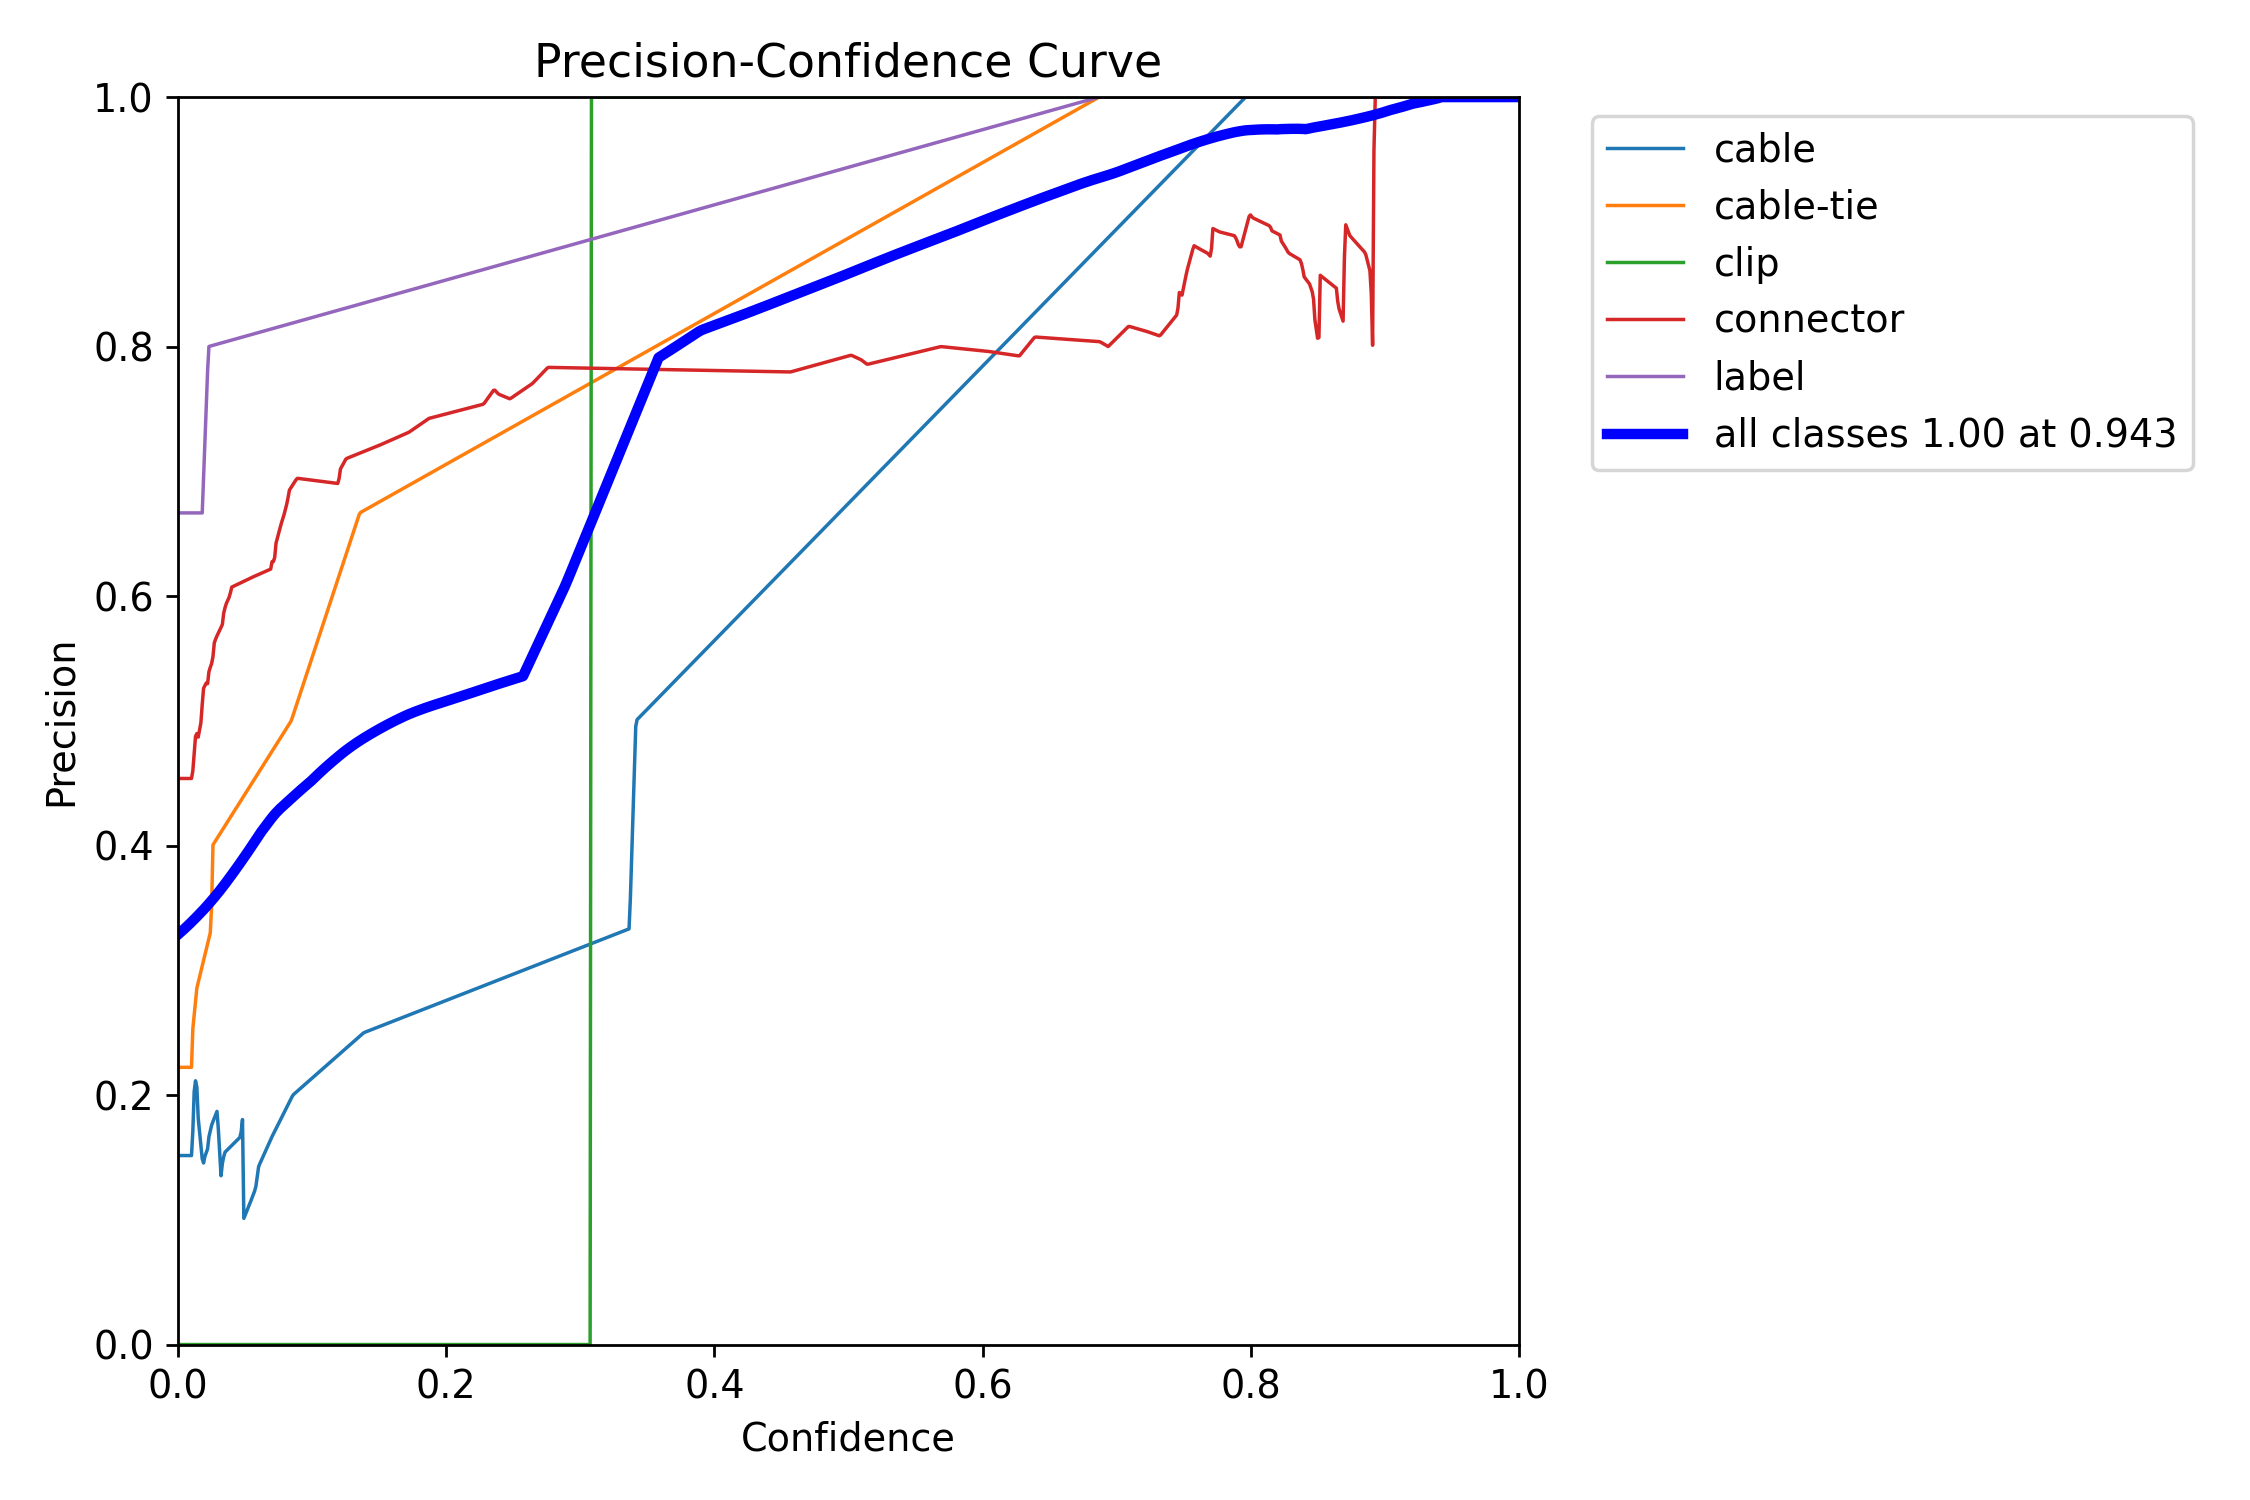 Precision-Confidence Curve
1.0
0.8
0.6
0.4
0.2
0.0
Precision
0.0 0.2 0.4 0.6 0.8 1.0
Confidence
cable
cable-tie
clip
connector
label
all classes 1.00 at 0.943